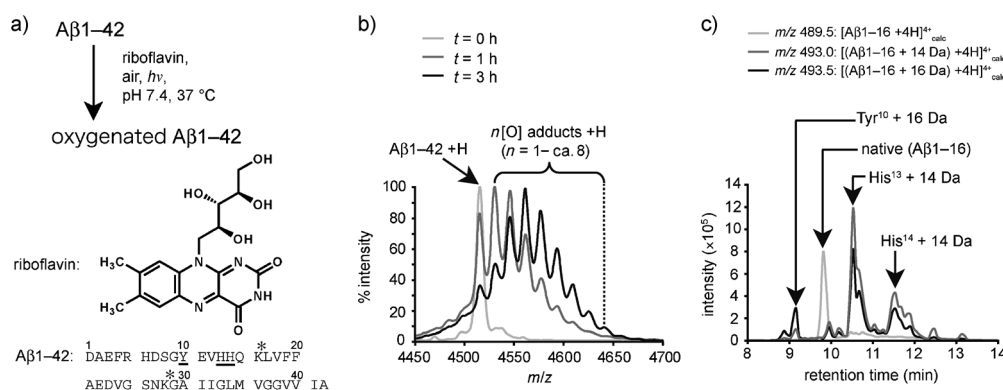 a)
Aβ1–42
riboflavin,
air, hν,
pH 7.4, 37 °C
oxygenated Aβ1–42
OH
HO
OH
OH
OH
riboflavin:
H₃C
H₃C
N
N
O
NH
N
O
1 10 * 20
Aβ1–42: DAEFR HDSGY EVHHQ KLVFF
* 30 40
AEDVG SNKGA IIGLM VGGVV IA
b)
t = 0 h
t = 1 h
t = 3 h
Aβ1–42 +H
n[O] adducts +H
(n = 1– ca. 8)
% intensity
100
80
60
40
20
0
4450 4500 4550 4600 4650 4700
m/z
c)
m/z 489.5: [Aβ1–16 +4H]⁴⁺calc
m/z 493.0: [(Aβ1–16 + 14 Da) +4H]⁴⁺calc
m/z 493.5: [(Aβ1–16 + 16 Da) +4H]⁴⁺calc
Tyr¹⁰ + 16 Da
native (Aβ1–16)
His¹³ + 14 Da
His¹⁴ + 14 Da
intensity (×10⁵)
14
12
10
8
6
4
2
0
8 9 10 11 12 13 14
retention time (min)